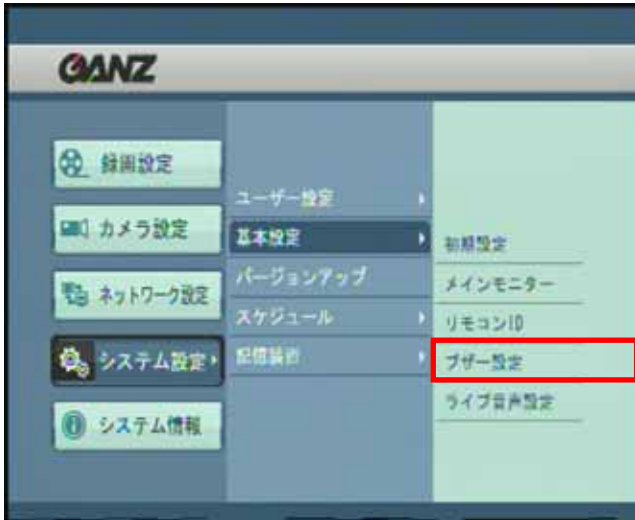 GANZ
録画設定
カメラ設定
ネットワーク設定
システム設定
システム情報
ユーザー設定
基本設定
バージョンアップ
スケジュール
記憶装置
初期設定
メインモニター
リモコンID
ブザー設定
ライブ音声設定